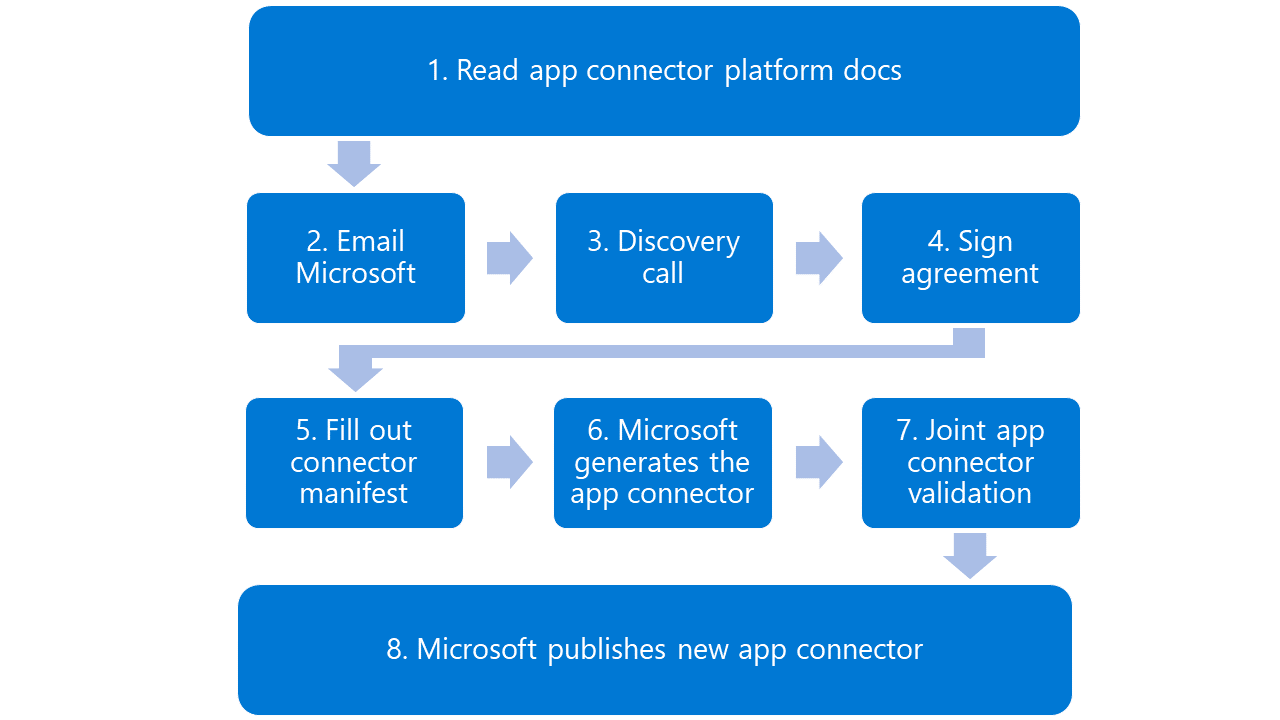 1. Read app connector platform docs
2. Email
Microsoft
3. Discovery
call
4. Sign
agreement
5. Fill out
connector
manifest
6. Microsoft
generates the
app connector
7. Joint app
connector
validation
8. Microsoft publishes new app connector